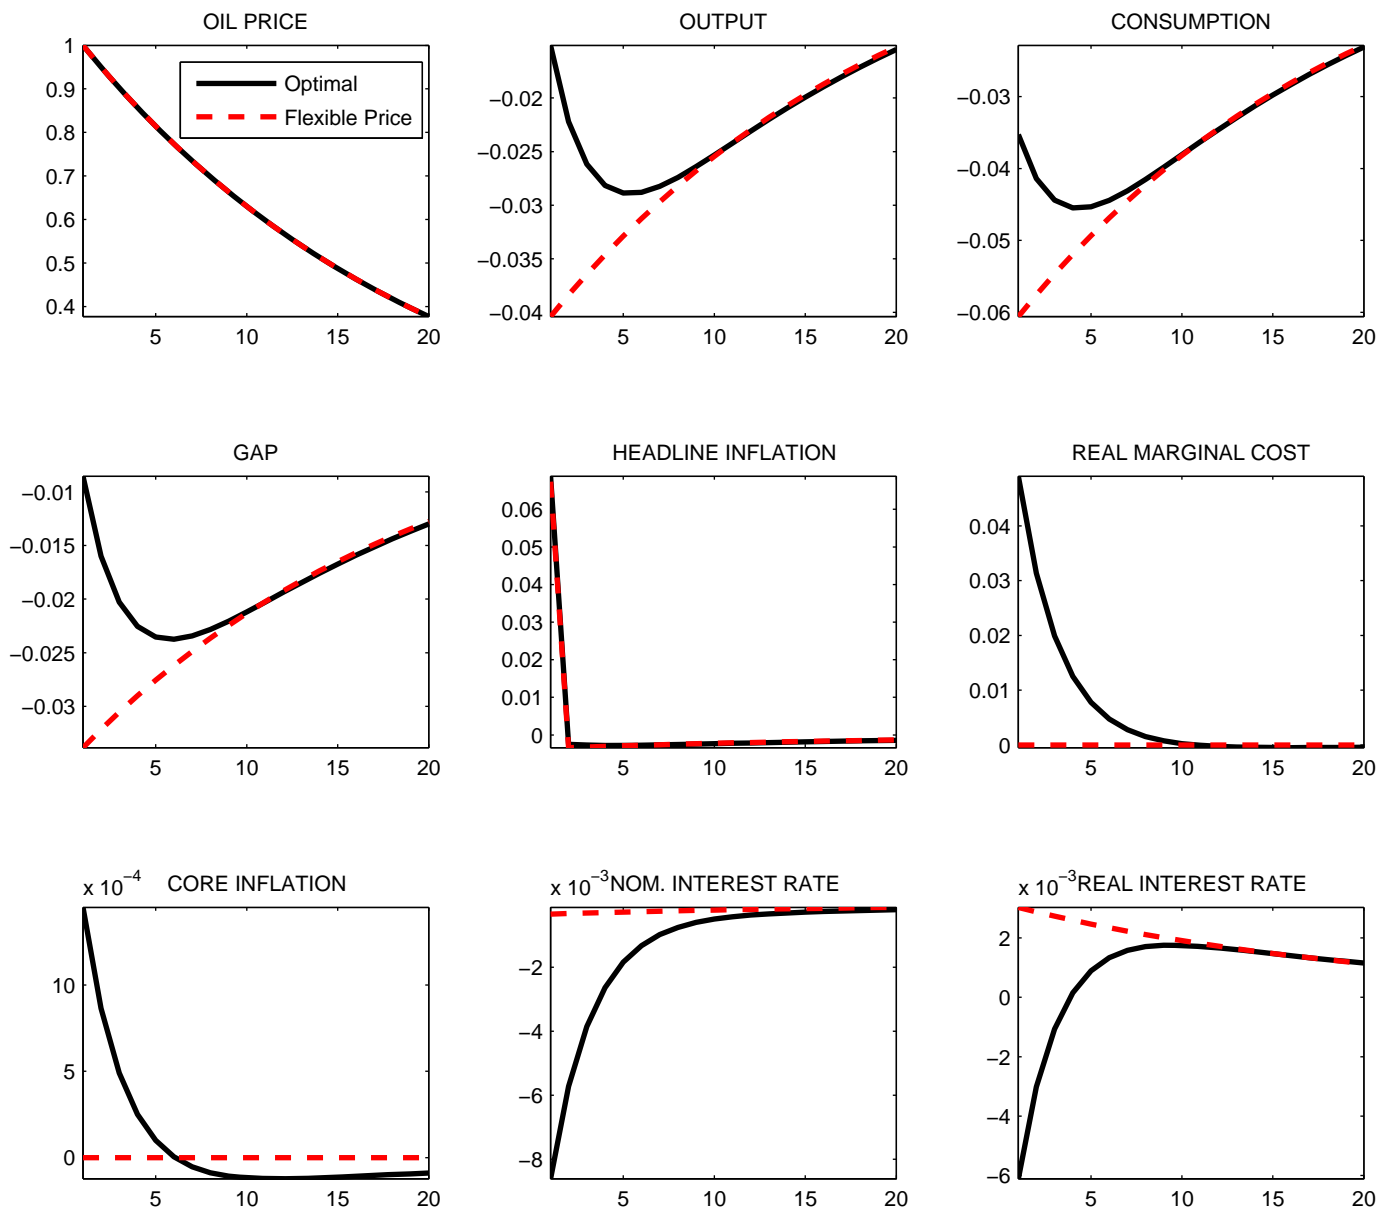 OIL PRICE
1
0.9
0.8
0.7
0.6
0.5
0.4
5 10 15 20
Optimal
Flexible Price
OUTPUT
−0.02
−0.025
−0.03
−0.035
−0.04
5 10 15 20
CONSUMPTION
−0.03
−0.04
−0.05
−0.06
5 10 15 20
GAP
−0.01
−0.015
−0.02
−0.025
−0.03
5 10 15 20
HEADLINE INFLATION
0.06
0.05
0.04
0.03
0.02
0.01
0
5 10 15 20
REAL MARGINAL COST
0.04
0.03
0.02
0.01
0
5 10 15 20
x 10⁻⁴ CORE INFLATION
10
5
0
5 10 15 20
x 10⁻³ NOM. INTEREST RATE
−2
−4
−6
−8
5 10 15 20
x 10⁻³ REAL INTEREST RATE
2
0
−2
−4
−6
5 10 15 20